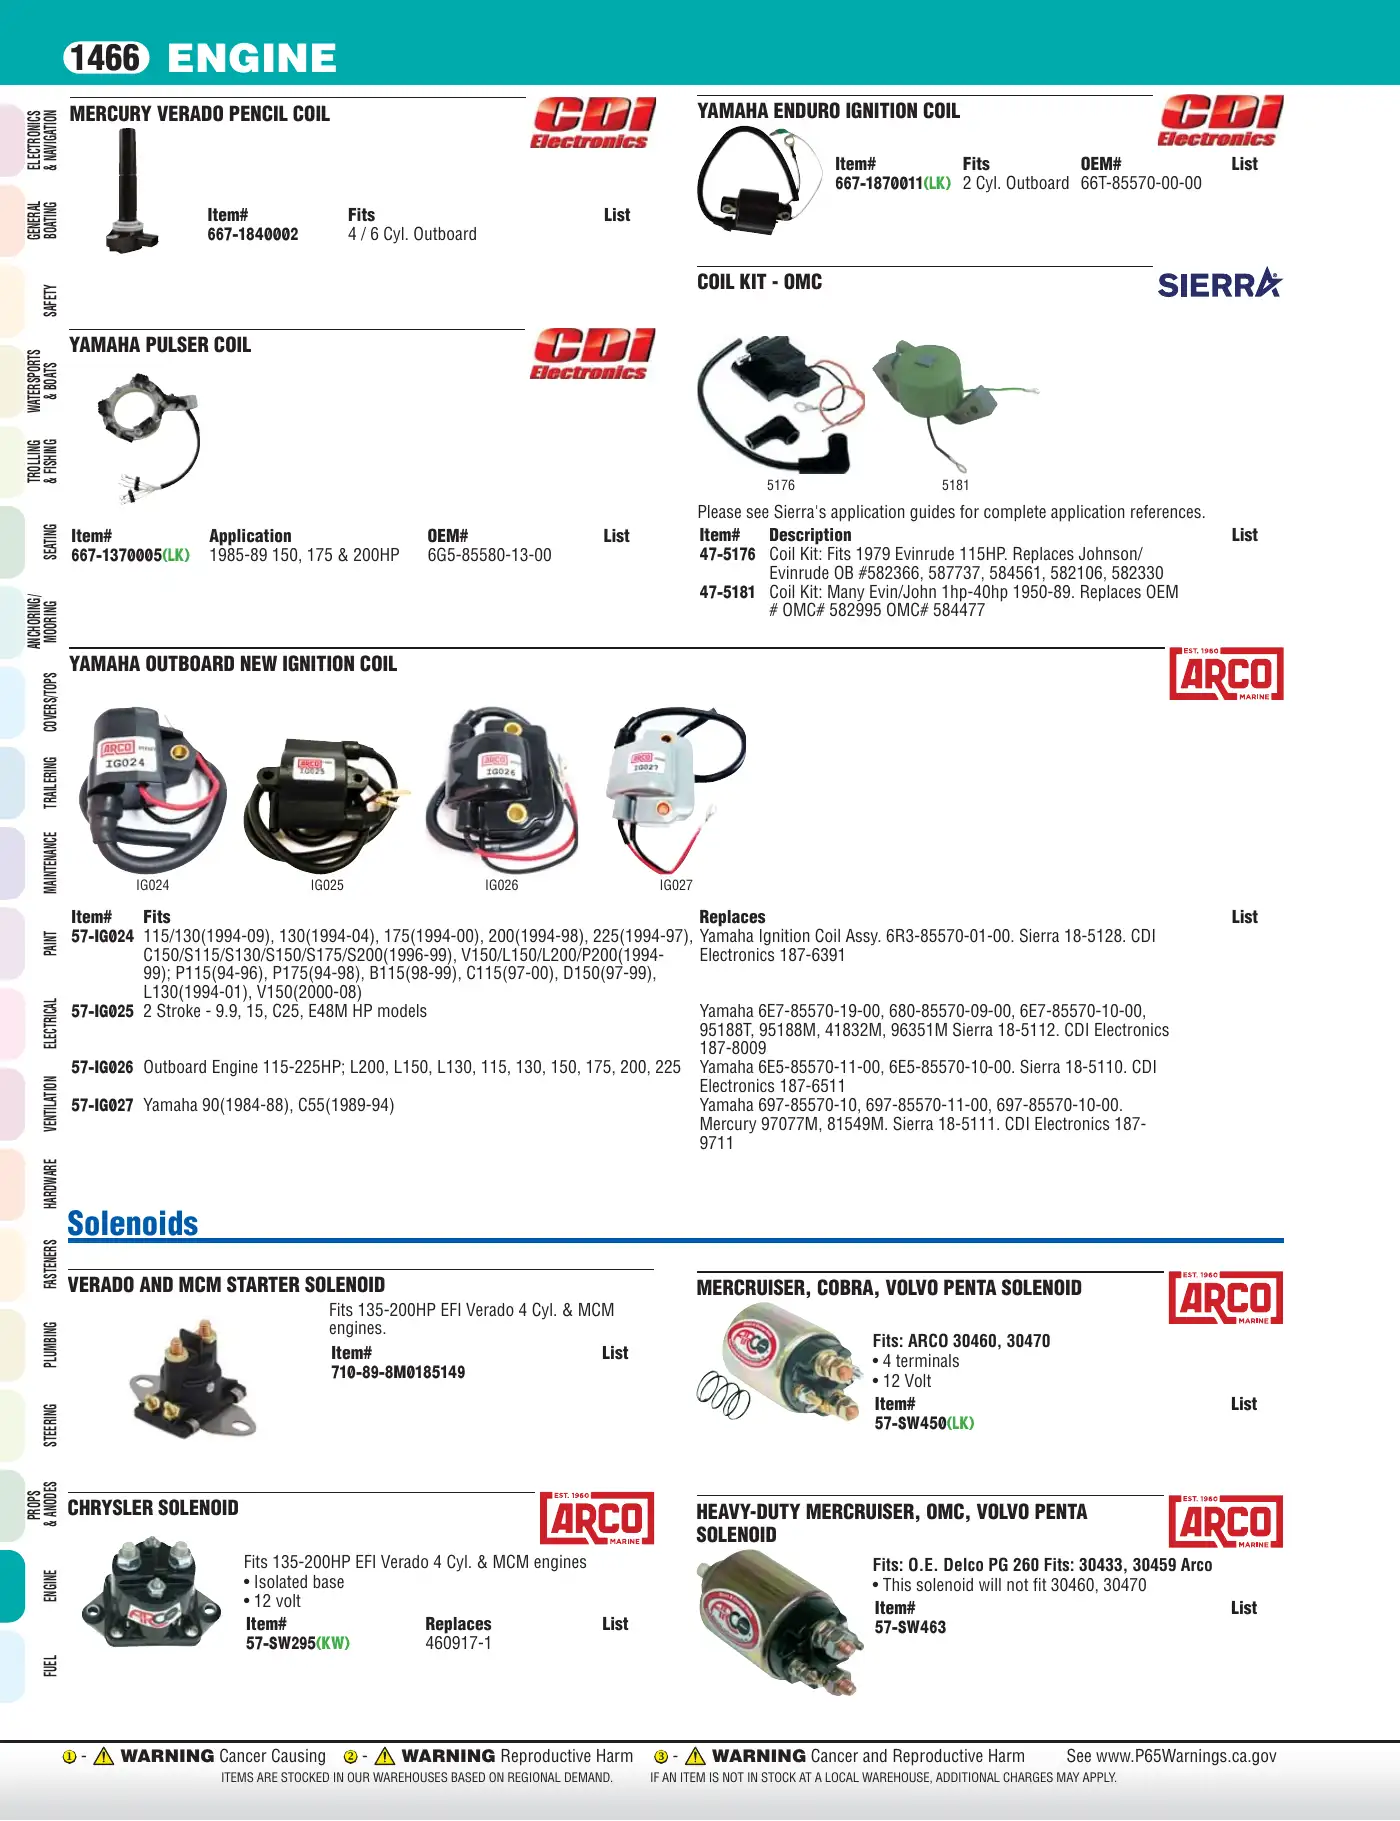 1466 ENGINE
ELECTRONICS
& NAVIGATION
GENERAL
BOATING
SAFETY
WATERSPORTS
& BOATS
TROLLING
& FISHING
SEATING
ANCHORING/
MOORING
COVERS/TOPS
TRAILERING
MAINTENANCE
PAINT
ELECTRICAL
VENTILATION
HARDWARE
FASTENERS
PLUMBING
STEERING
PROPS
& ANODES
ENGINE
FUEL
MERCURY VERADO PENCIL COIL
CDI
Electronics
Item# Fits List
667-1840002 4 / 6 Cyl. Outboard
YAMAHA PULSER COIL
CDI
Electronics
Item# Application OEM# List
667-1370005(LK) 1985-89 150, 175 & 200HP 6G5-85580-13-00
YAMAHA ENDURO IGNITION COIL
CDI
Electronics
Item# Fits OEM# List
667-1870011(LK) 2 Cyl. Outboard 66T-85570-00-00
COIL KIT - OMC
SIERRA
5176 5181
Please see Sierra's application guides for complete application references.
Item# Description List
47-5176 Coil Kit: Fits 1979 Evinrude 115HP. Replaces Johnson/
Evinrude OB #582366, 587737, 584561, 582106, 582330
47-5181 Coil Kit: Many Evin/John 1hp-40hp 1950-89. Replaces OEM
# OMC# 582995 OMC# 584477
YAMAHA OUTBOARD NEW IGNITION COIL
EST. 1960
ARCO
MARINE
ARCO
IG024
ARCO
IG025
ARCO
IG026
ARCO
IG027
IG024 IG025 IG026 IG027
Item# Fits Replaces List
57-IG024 115/130(1994-09), 130(1994-04), 175(1994-00), 200(1994-98), 225(1994-97), Yamaha Ignition Coil Assy. 6R3-85570-01-00. Sierra 18-5128. CDI
C150/S115/S130/S150/S175/S200(1996-99), V150/L150/L200/P200(1994- Electronics 187-6391
99); P115(94-96), P175(94-98), B115(98-99), C115(97-00), D150(97-99),
L130(1994-01), V150(2000-08)
57-IG025 2 Stroke - 9.9, 15, C25, E48M HP models Yamaha 6E7-85570-19-00, 680-85570-09-00, 6E7-85570-10-00,
95188T, 95188M, 41832M, 96351M Sierra 18-5112. CDI Electronics
187-8009
57-IG026 Outboard Engine 115-225HP; L200, L150, L130, 115, 130, 150, 175, 200, 225 Yamaha 6E5-85570-11-00, 6E5-85570-10-00. Sierra 18-5110. CDI
Electronics 187-6511
57-IG027 Yamaha 90(1984-88), C55(1989-94) Yamaha 697-85570-10, 697-85570-11-00, 697-85570-10-00.
Mercury 97077M, 81549M. Sierra 18-5111. CDI Electronics 187-
9711
Solenoids
VERADO AND MCM STARTER SOLENOID
Fits 135-200HP EFI Verado 4 Cyl. & MCM
engines.
Item# List
710-89-8M0185149
CHRYSLER SOLENOID
EST. 1960
ARCO
MARINE
ARCO
Fits 135-200HP EFI Verado 4 Cyl. & MCM engines
• Isolated base
• 12 volt
Item# Replaces List
57-SW295(KW) 460917-1
MERCRUISER, COBRA, VOLVO PENTA SOLENOID
EST. 1960
ARCO
MARINE
ARCO
Fits: ARCO 30460, 30470
• 4 terminals
• 12 Volt
Item# List
57-SW450(LK)
HEAVY-DUTY MERCRUISER, OMC, VOLVO PENTA
SOLENOID
EST. 1960
ARCO
MARINE
ARCO
Fits: O.E. Delco PG 260 Fits: 30433, 30459 Arco
• This solenoid will not fit 30460, 30470
Item# List
57-SW463
1 - WARNING Cancer Causing 2 - WARNING Reproductive Harm 3 - WARNING Cancer and Reproductive Harm See www.P65Warnings.ca.gov
ITEMS ARE STOCKED IN OUR WAREHOUSES BASED ON REGIONAL DEMAND. IF AN ITEM IS NOT IN STOCK AT A LOCAL WAREHOUSE, ADDITIONAL CHARGES MAY APPLY.